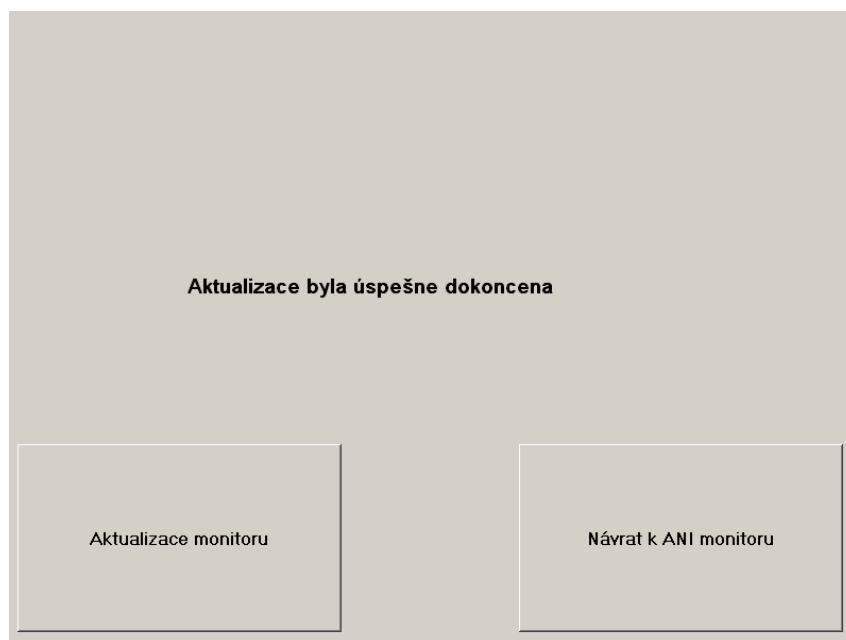 Aktualizace byla úspešne dokoncena
Aktualizace monitoru
Návrat k ANI monitoru